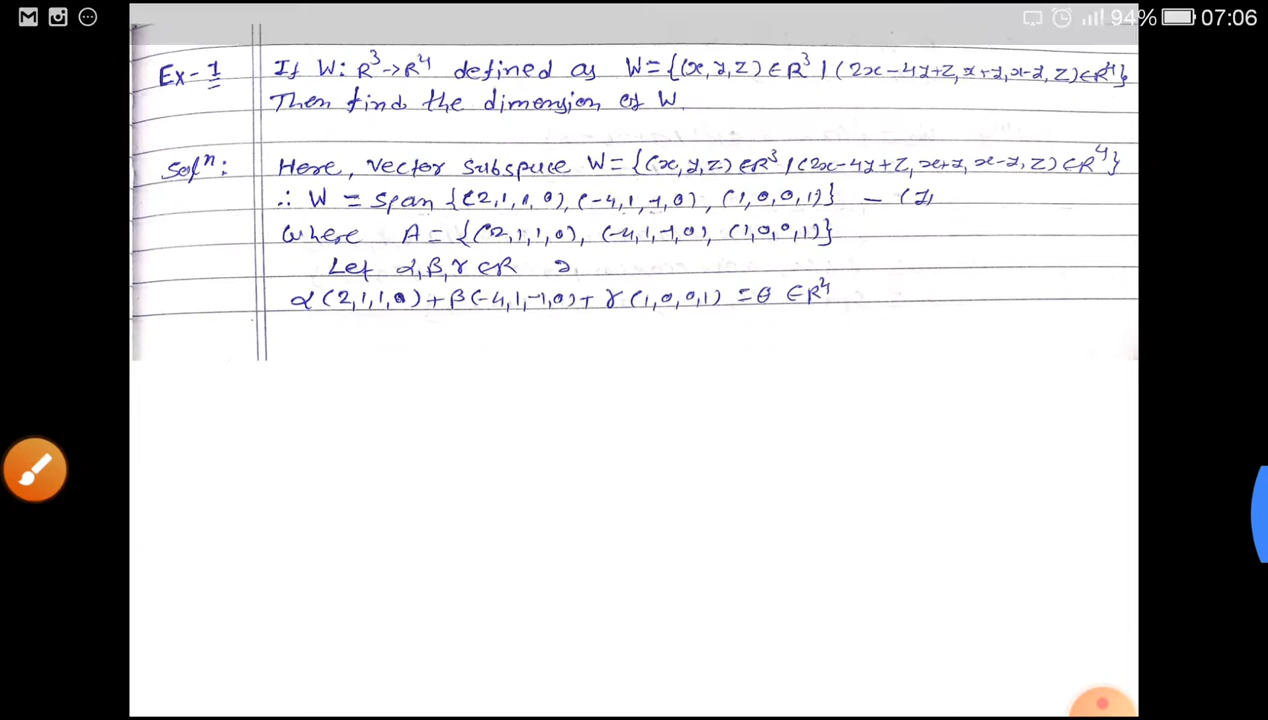 94% 07:06
Ex-1 If W: R³→R⁴ defined as W={(x,y,z)∈R³/(2x-4y+z,x+y,x-y,z)∈R⁴}
Then find the dimension of W
Solⁿ: Here, vector subspace W={(x,y,z)∈R³/(2x-4y+z,x+y,x-y,z)∈R⁴}
∴ W = span{(2,1,1,0),(-4,1,-1,0),(1,0,0,1)} — (1)
Where A={(2,1,1,0),(-4,1,-1,0),(1,0,0,1)}
Let α,β,γ∈R
α(2,1,1,0)+β(-4,1,-1,0)+γ(1,0,0,1)=θ∈R⁴